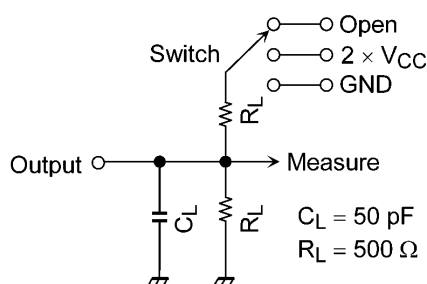 Open
Switch
2 × VCC
GND
RL
Output
Measure
CL
RL
CL = 50 pF
RL = 500 Ω